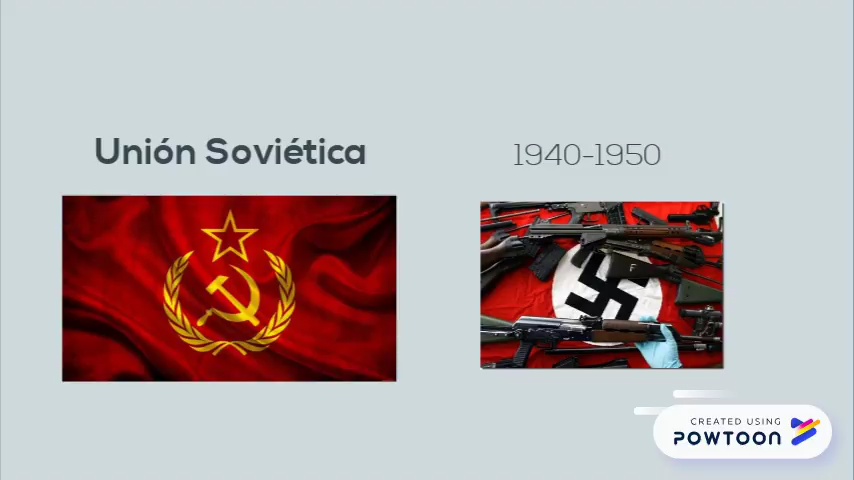 Unión Soviética
1940-1950
F
CREATED USING
POWTOON